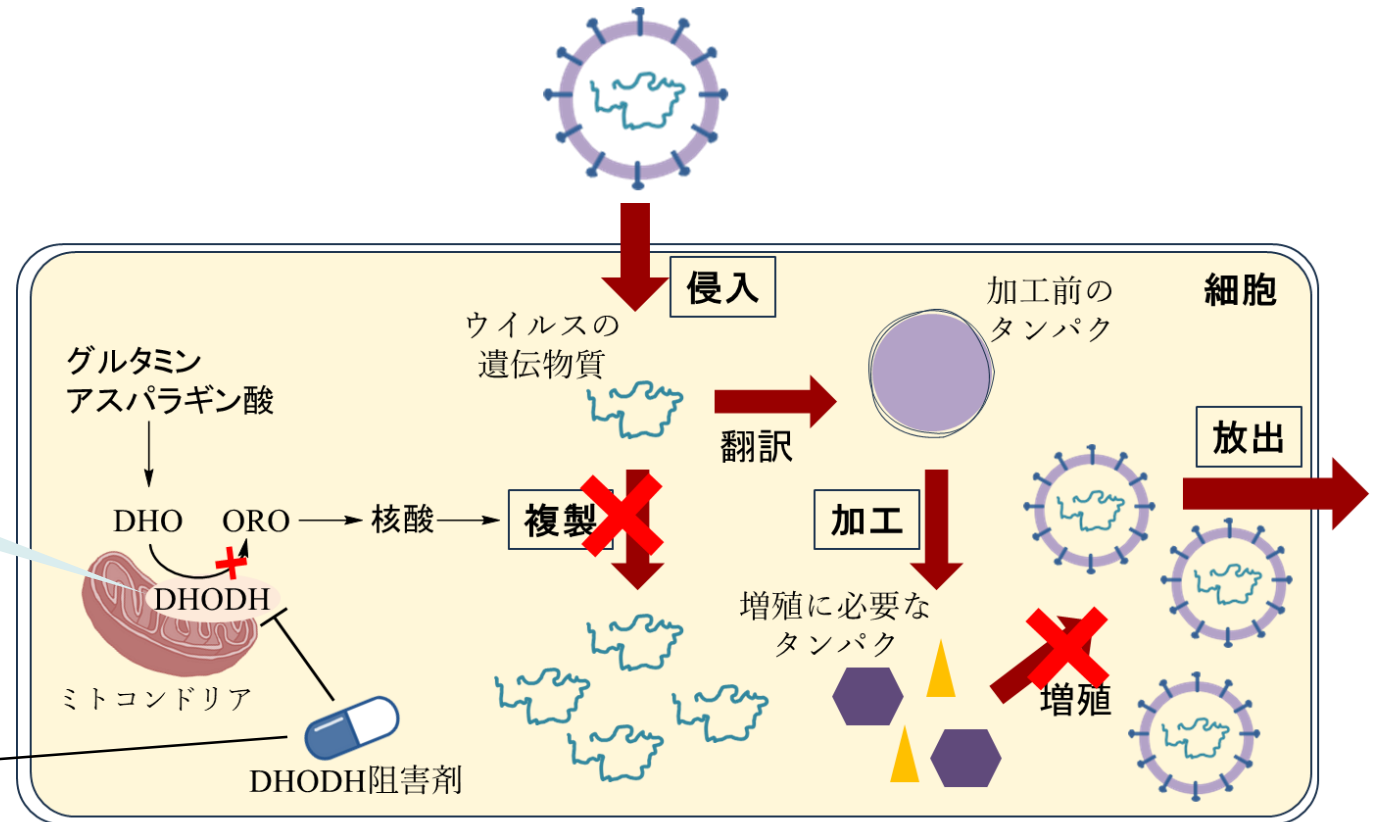 侵入
細胞
加工前の
タンパク
ウイルスの
遺伝物質
グルタミン
アスパラギン酸
翻訳
放出
DHO
ORO
核酸
複製
加工
DHODH
増殖に必要な
タンパク
増殖
ミトコンドリア
DHODH阻害剤